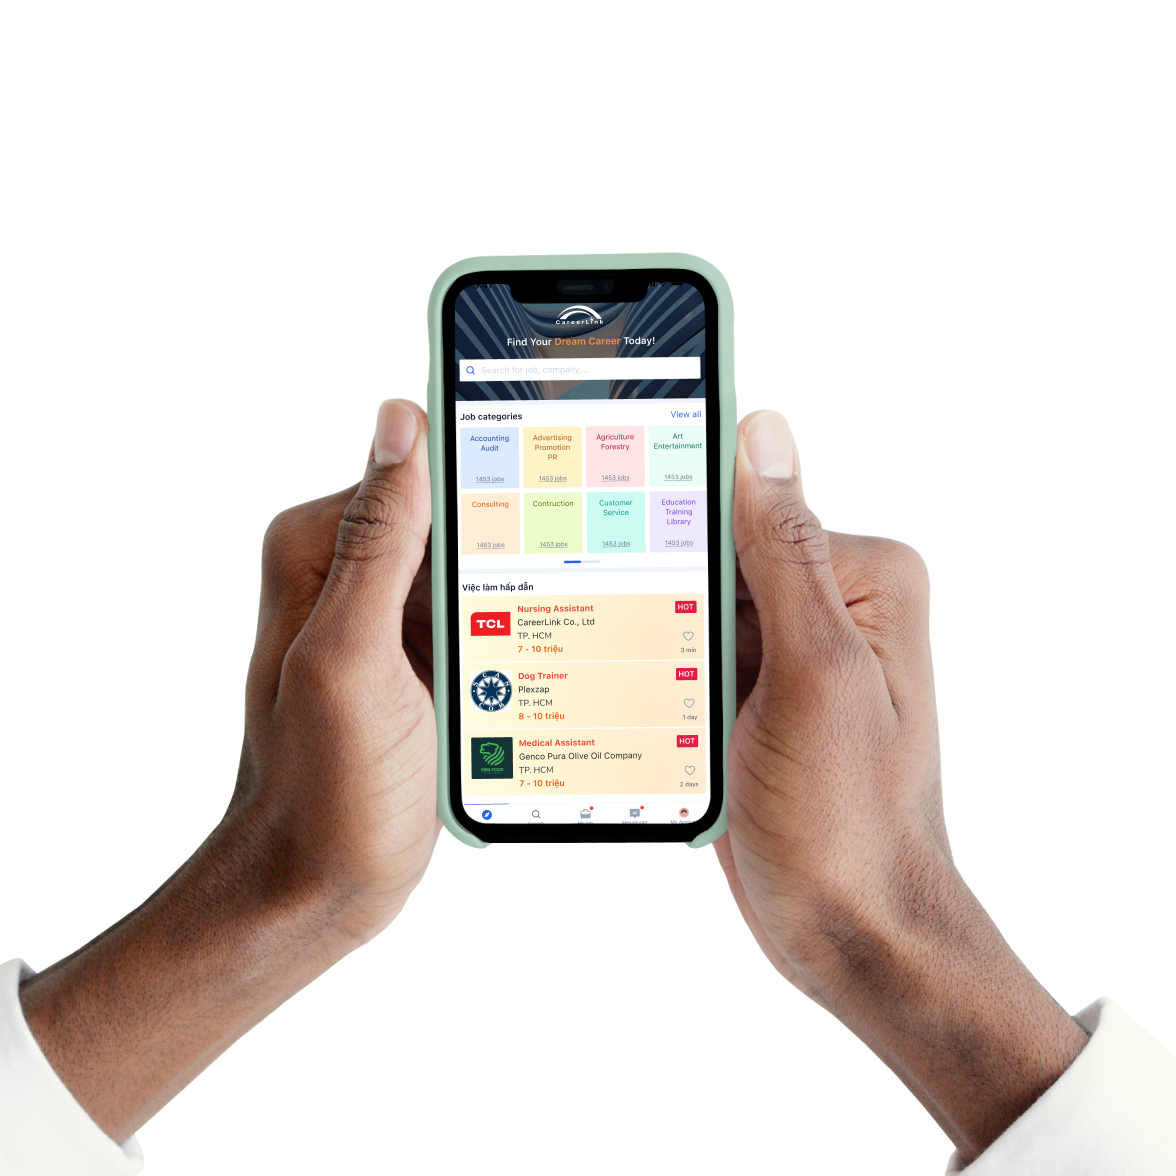 CareerLink
Find Your Dream Career Today!
Search for job, company,...
Job categories
View all
Accounting
Audit
1453 jobs
Advertising
Promotion
PR
1453 jobs
Agriculture
Forestry
1453 jobs
Art
Entertainment
1453 jobs
Consulting
1453 jobs
Contruction
1453 jobs
Customer
Service
1453 jobs
Education
Training
Library
1453 jobs
Việc làm hấp dẫn
TCL
Nursing Assistant
CareerLink Co., Ltd
TP. HCM
7 - 10 triệu
HOT
3 min
SCANCOM
Dog Trainer
Plexzap
TP. HCM
8 - 10 triệu
HOT
1 day
Medical Assistant
Genco Pura Olive Oil Company
TP. HCM
7 - 10 triệu
HOT
2 days